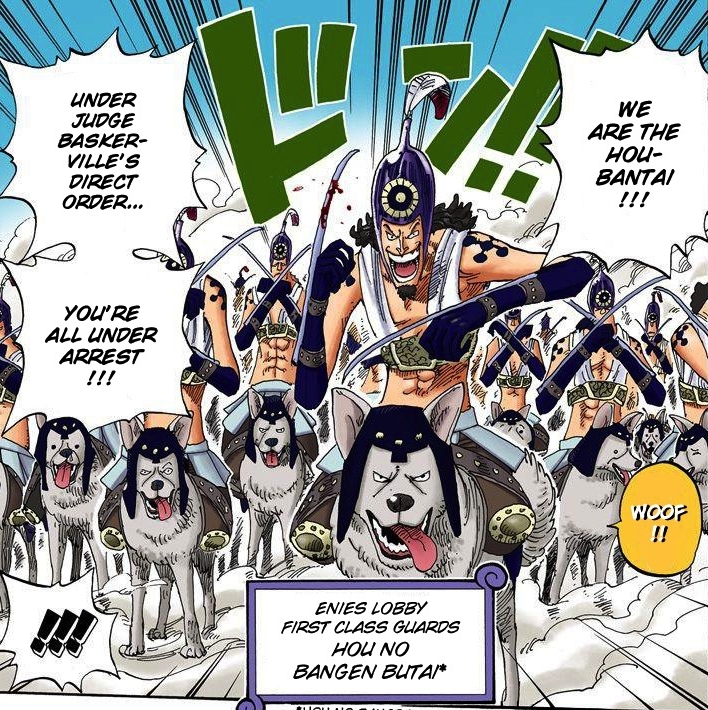 ドン!!
WE
ARE THE
HOU-
BANTAI
!!!
UNDER
JUDGE
BASKER-
VILLE'S
DIRECT
ORDER...
YOU'RE
ALL UNDER
ARREST
!!!
WOOF
!!
!!!
ENIES LOBBY
FIRST CLASS GUARDS
HOU NO
BANGEN BUTAI*